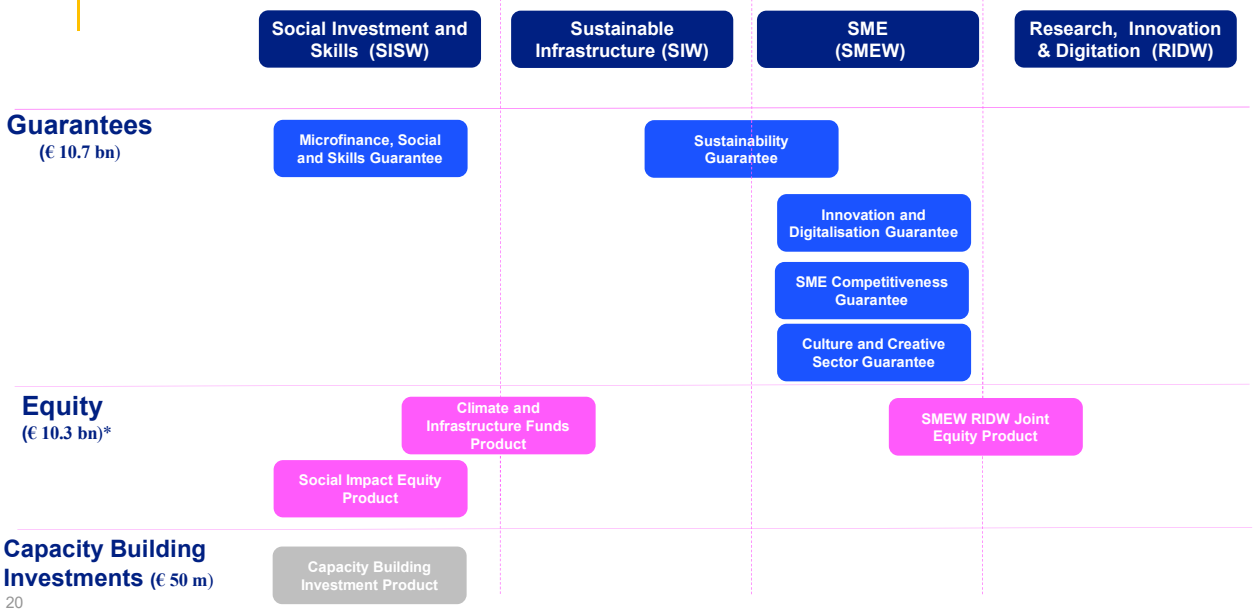 Social Investment and
Skills (SISW)
Sustainable
Infrastructure (SIW)
SME
(SMEW)
Research, Innovation
& Digitation (RIDW)
Guarantees
(€ 10.7 bn)
Microfinance, Social
and Skills Guarantee
Sustainability
Guarantee
Innovation and
Digitalisation Guarantee
SME Competitiveness
Guarantee
Culture and Creative
Sector Guarantee
Equity
(€ 10.3 bn)*
Climate and
Infrastructure Funds
Product
SMEW RIDW Joint
Equity Product
Social Impact Equity
Product
Capacity Building
Investments (€ 50 m)
Capacity Building
Investment Product
20